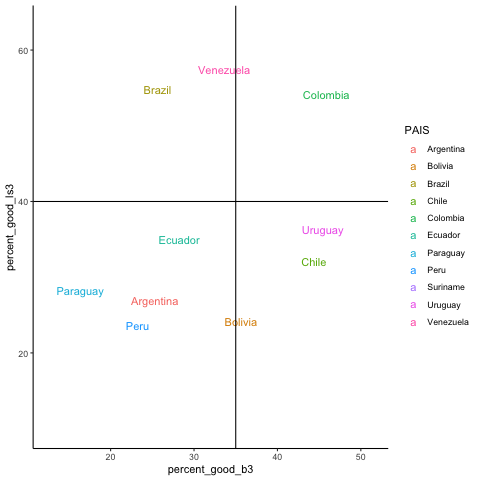 60
Venezuela
Brazil
Colombia
PAIS
a Argentina
a Bolivia
a Brazil
a Chile
a Colombia
a Ecuador
a Paraguay
a Peru
a Suriname
a Uruguay
a Venezuela
percent_good_ls3
40
Uruguay
Ecuador
Chile
Paraguay
Argentina
Bolivia
Peru
20
20 30 40 50
percent_good_b3